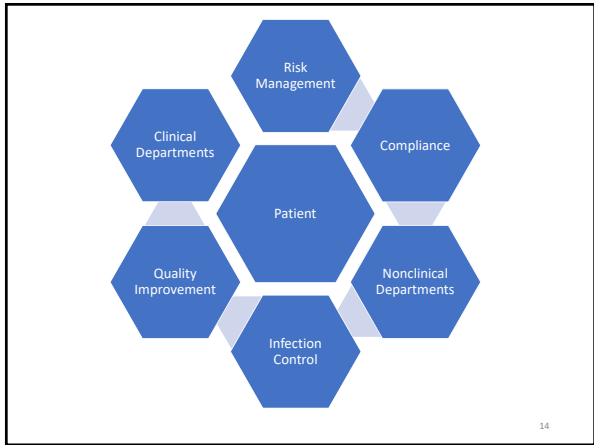 Risk
Management
Clinical
Departments
Compliance
Patient
Quality
Improvement
Nonclinical
Departments
Infection
Control
14